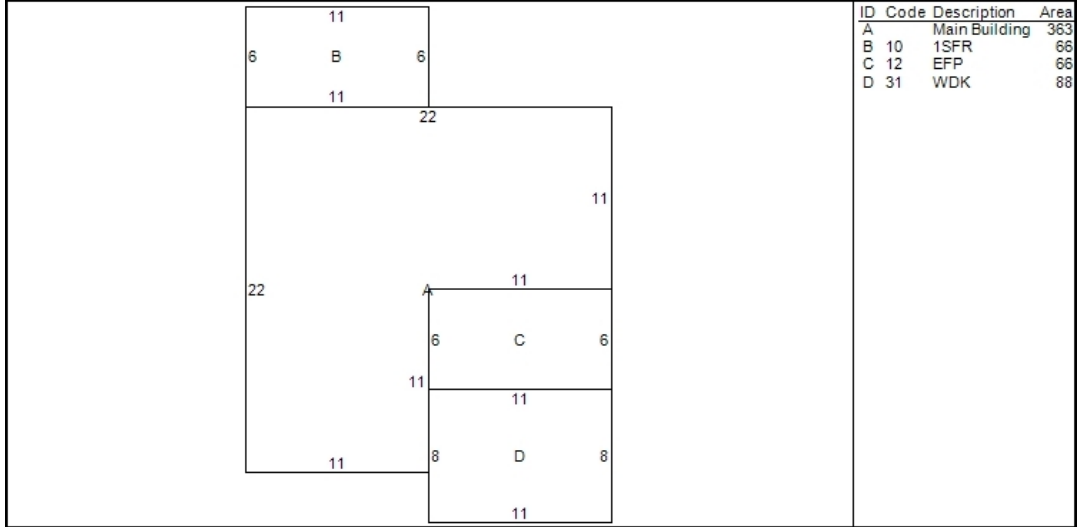 11
6 B 6
11
22
11
22 A 11
6 C 6
11
11
8 D 8
11
11
ID Code Description Area
A Main Building 363
B 10 1SFR 66
C 12 EFP 66
D 31 WDK 88